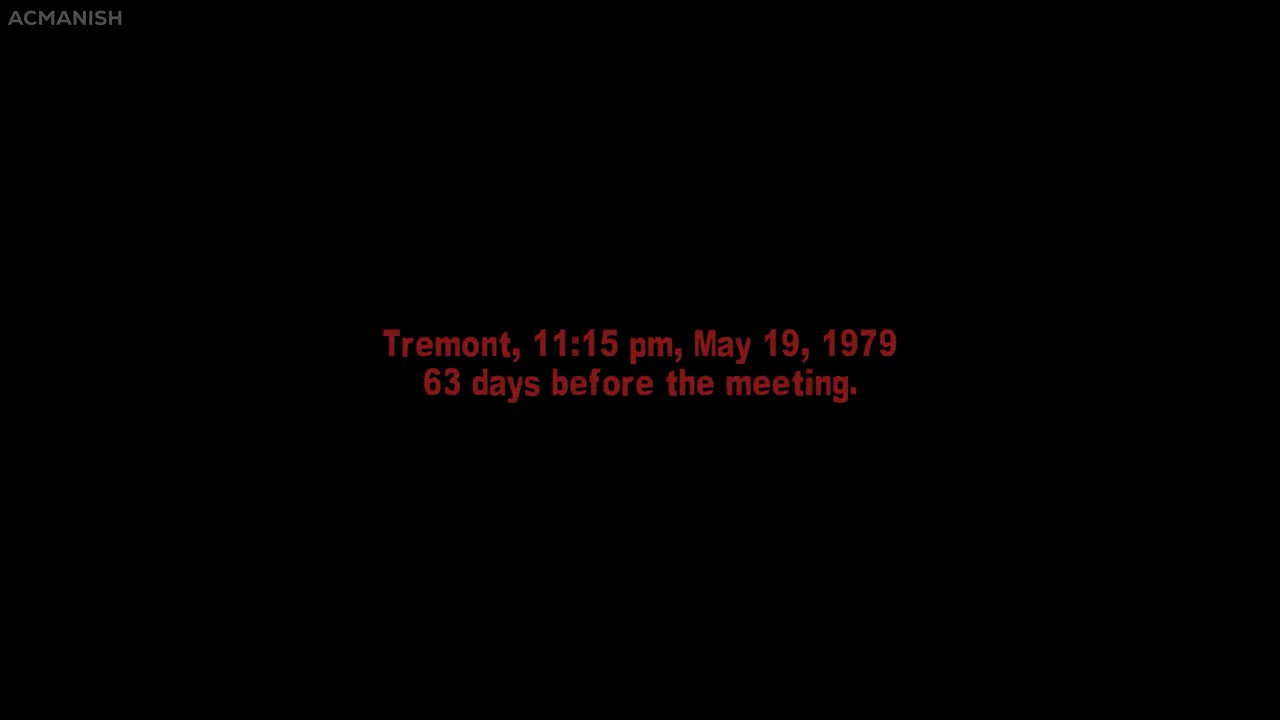 ACMANISH
Tremont, 11:15 pm, May 19, 1979
63 days before the meeting.